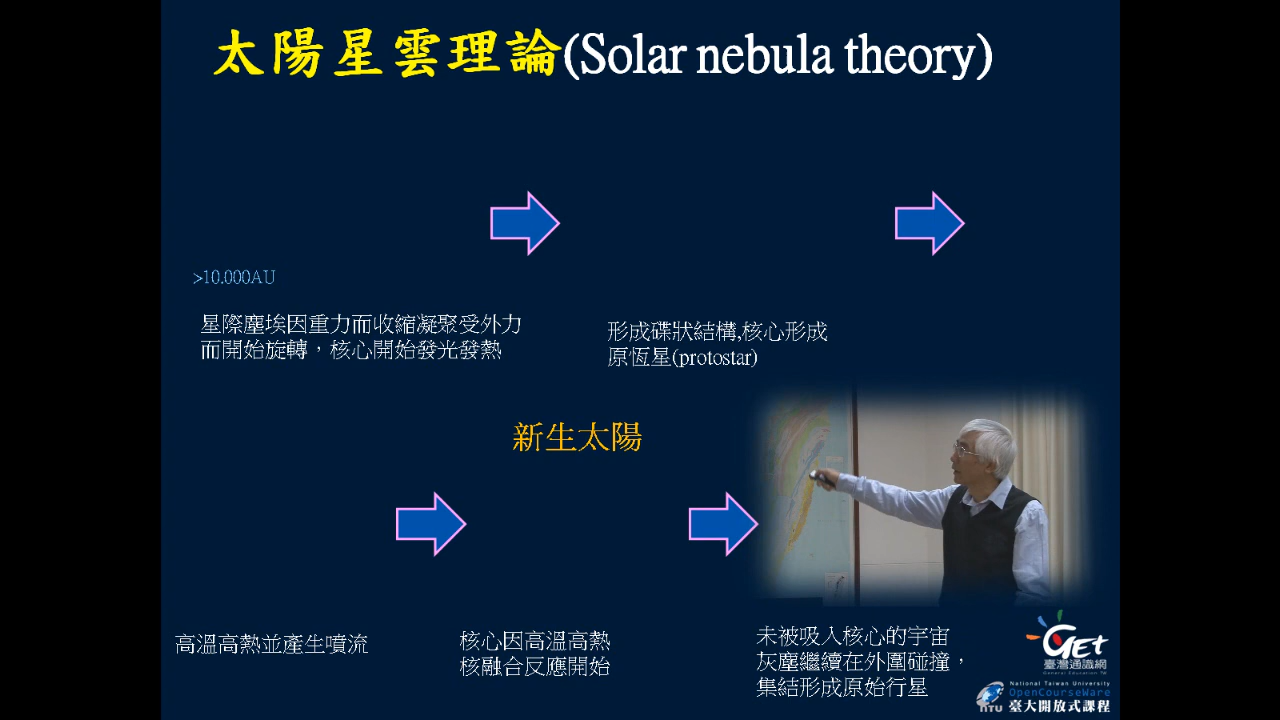 太陽星雲理論(Solar nebula theory)
>10.000AU
星際塵埃因重力而收縮凝聚受外力
而開始旋轉，核心開始發光發熱
形成碟狀結構,核心形成
原恆星(protostar)
新生太陽
高溫高熱並產生噴流
核心因高溫高熱
核融合反應開始
未被吸入核心的宇宙
灰塵繼續在外圍碰撞，
集結形成原始行星
GEt
臺灣通識網
General Education TW
National Taiwan University
OpenCourseWare
NTU 臺大開放式課程